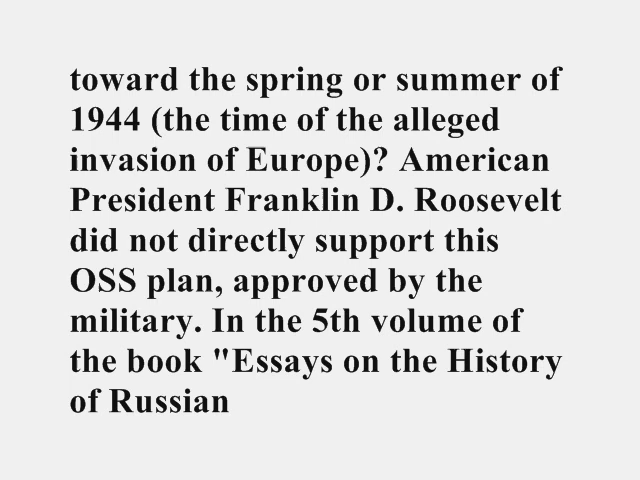 toward the spring or summer of
1944 (the time of the alleged
invasion of Europe)? American
President Franklin D. Roosevelt
did not directly support this
OSS plan, approved by the
military. In the 5th volume of
the book "Essays on the History
of Russian